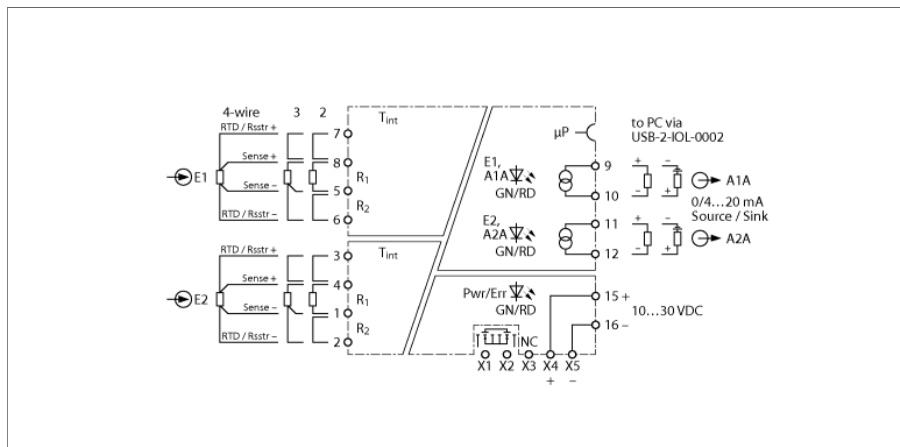 4-wire 3 2
RTD / Rsstr + 7
Sense + 8
E1
Sense – 5
RTD / Rsstr – 6
Tint
R1
R2
RTD / Rsstr + 3
Sense + 4
E2
Sense – 1
RTD / Rsstr – 2
Tint
R1
R2
µP
to PC via
USB-2-IOL-0002
E1,
A1A
GN/RD
9
10
+ –
– +
A1A
0/4…20 mA
Source / Sink
E2,
A2A
GN/RD
11
12
+ –
– +
A2A
Pwr/Err
GN/RD
15 +
10…30 VDC
16 –
NC
X1 X2 X3 X4 X5
+ –